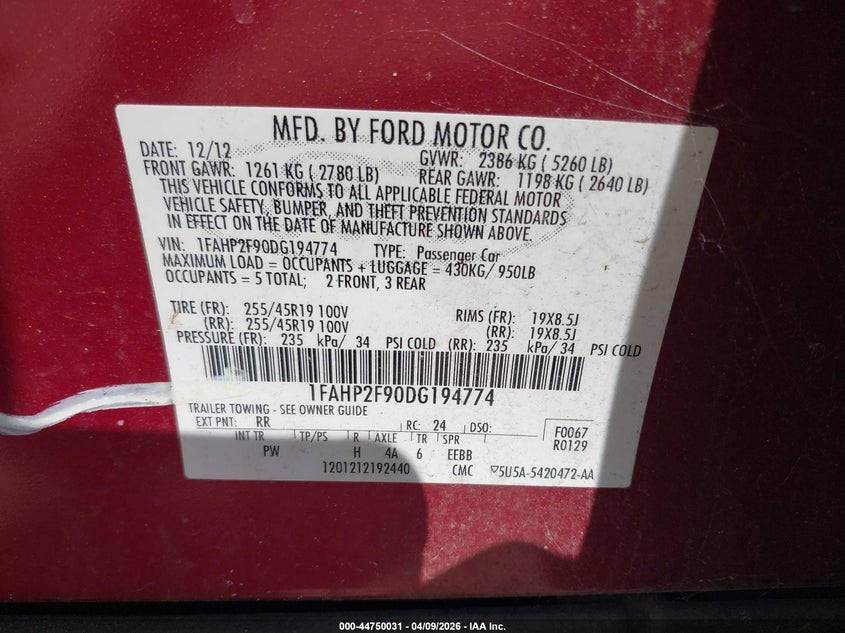 MFD. BY FORD MOTOR CO.
DATE: 12/12 GVWR: 2386 KG ( 5260 LB)
FRONT GAWR: 1261 KG ( 2780 LB) REAR GAWR: 1198 KG ( 2640 LB)
THIS VEHICLE CONFORMS TO ALL APPLICABLE FEDERAL MOTOR
VEHICLE SAFETY, BUMPER, AND THEFT PREVENTION STANDARDS
IN EFFECT ON THE DATE OF MANUFACTURE SHOWN ABOVE.
VIN: 1FAHP2F90DG194774 TYPE: Passenger Car
MAXIMUM LOAD = OCCUPANTS + LUGGAGE = 430KG/ 950LB
OCCUPANTS = 5 TOTAL; 2 FRONT, 3 REAR
TIRE (FR): 255/45R19 100V RIMS (FR): 19X8.5J
(RR): 255/45R19 100V (RR): 19X8.5J
PRESSURE (FR): 235 kPa/ 34 PSI COLD (RR): 235 kPa/ 34 PSI COLD
1FAHP2F90DG194774
TRAILER TOWING - SEE OWNER GUIDE
EXT PNT: RR RC: 24 DSO: F0067
R0129
INT TR TP/PS R AXLE TR SPR
PW H 4A 6 EEBB
1201212192440 CMC 5U5A-5420472-AA
000-44750031 - 04/09/2026 - IAA Inc.